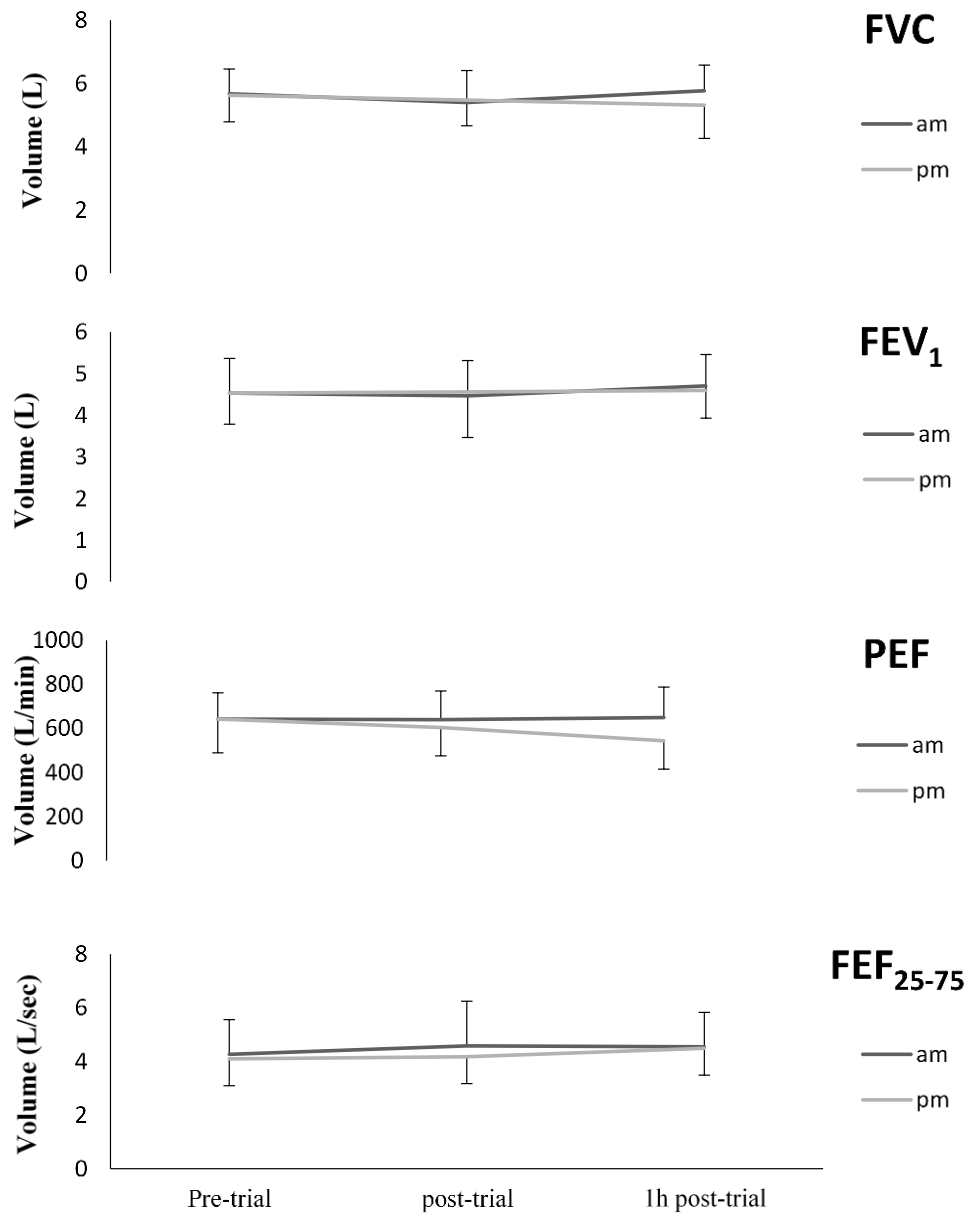 FVC
Volume (L)
8
6
4
2
0
am
pm
FEV1
Volume (L)
6
5
4
3
2
1
0
am
pm
PEF
Volume (L/min)
1000
800
600
400
200
0
am
pm
FEF25-75
Volume (L/sec)
8
6
4
2
0
am
pm
Pre-trial post-trial 1h post-trial